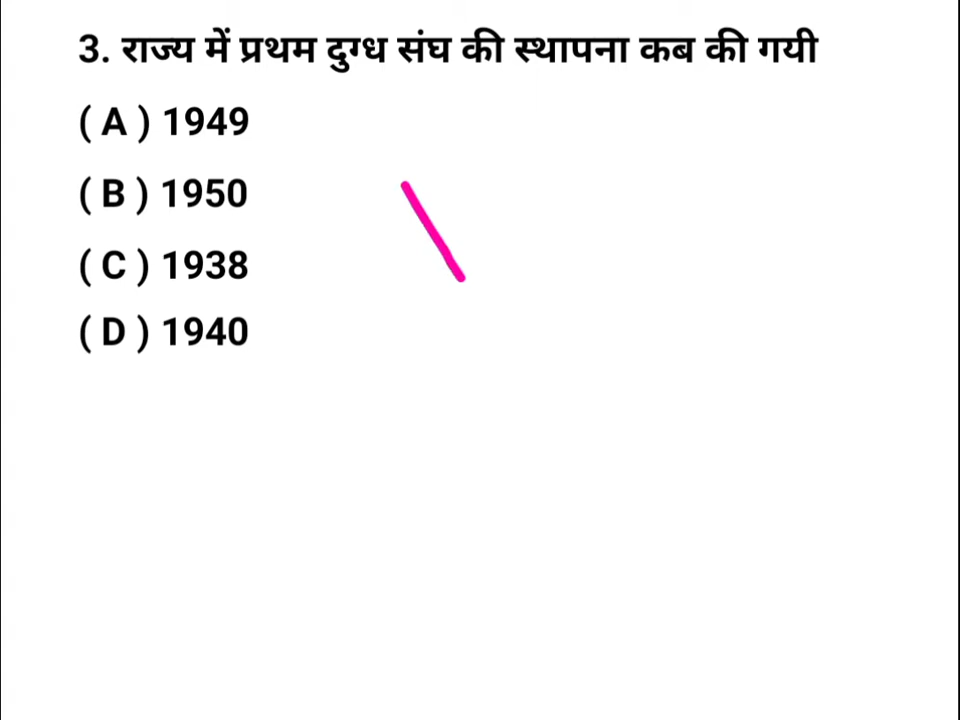 3. राज्य में प्रथम दुग्ध संघ की स्थापना कब की गयी
( A ) 1949
( B ) 1950
( C ) 1938
( D ) 1940